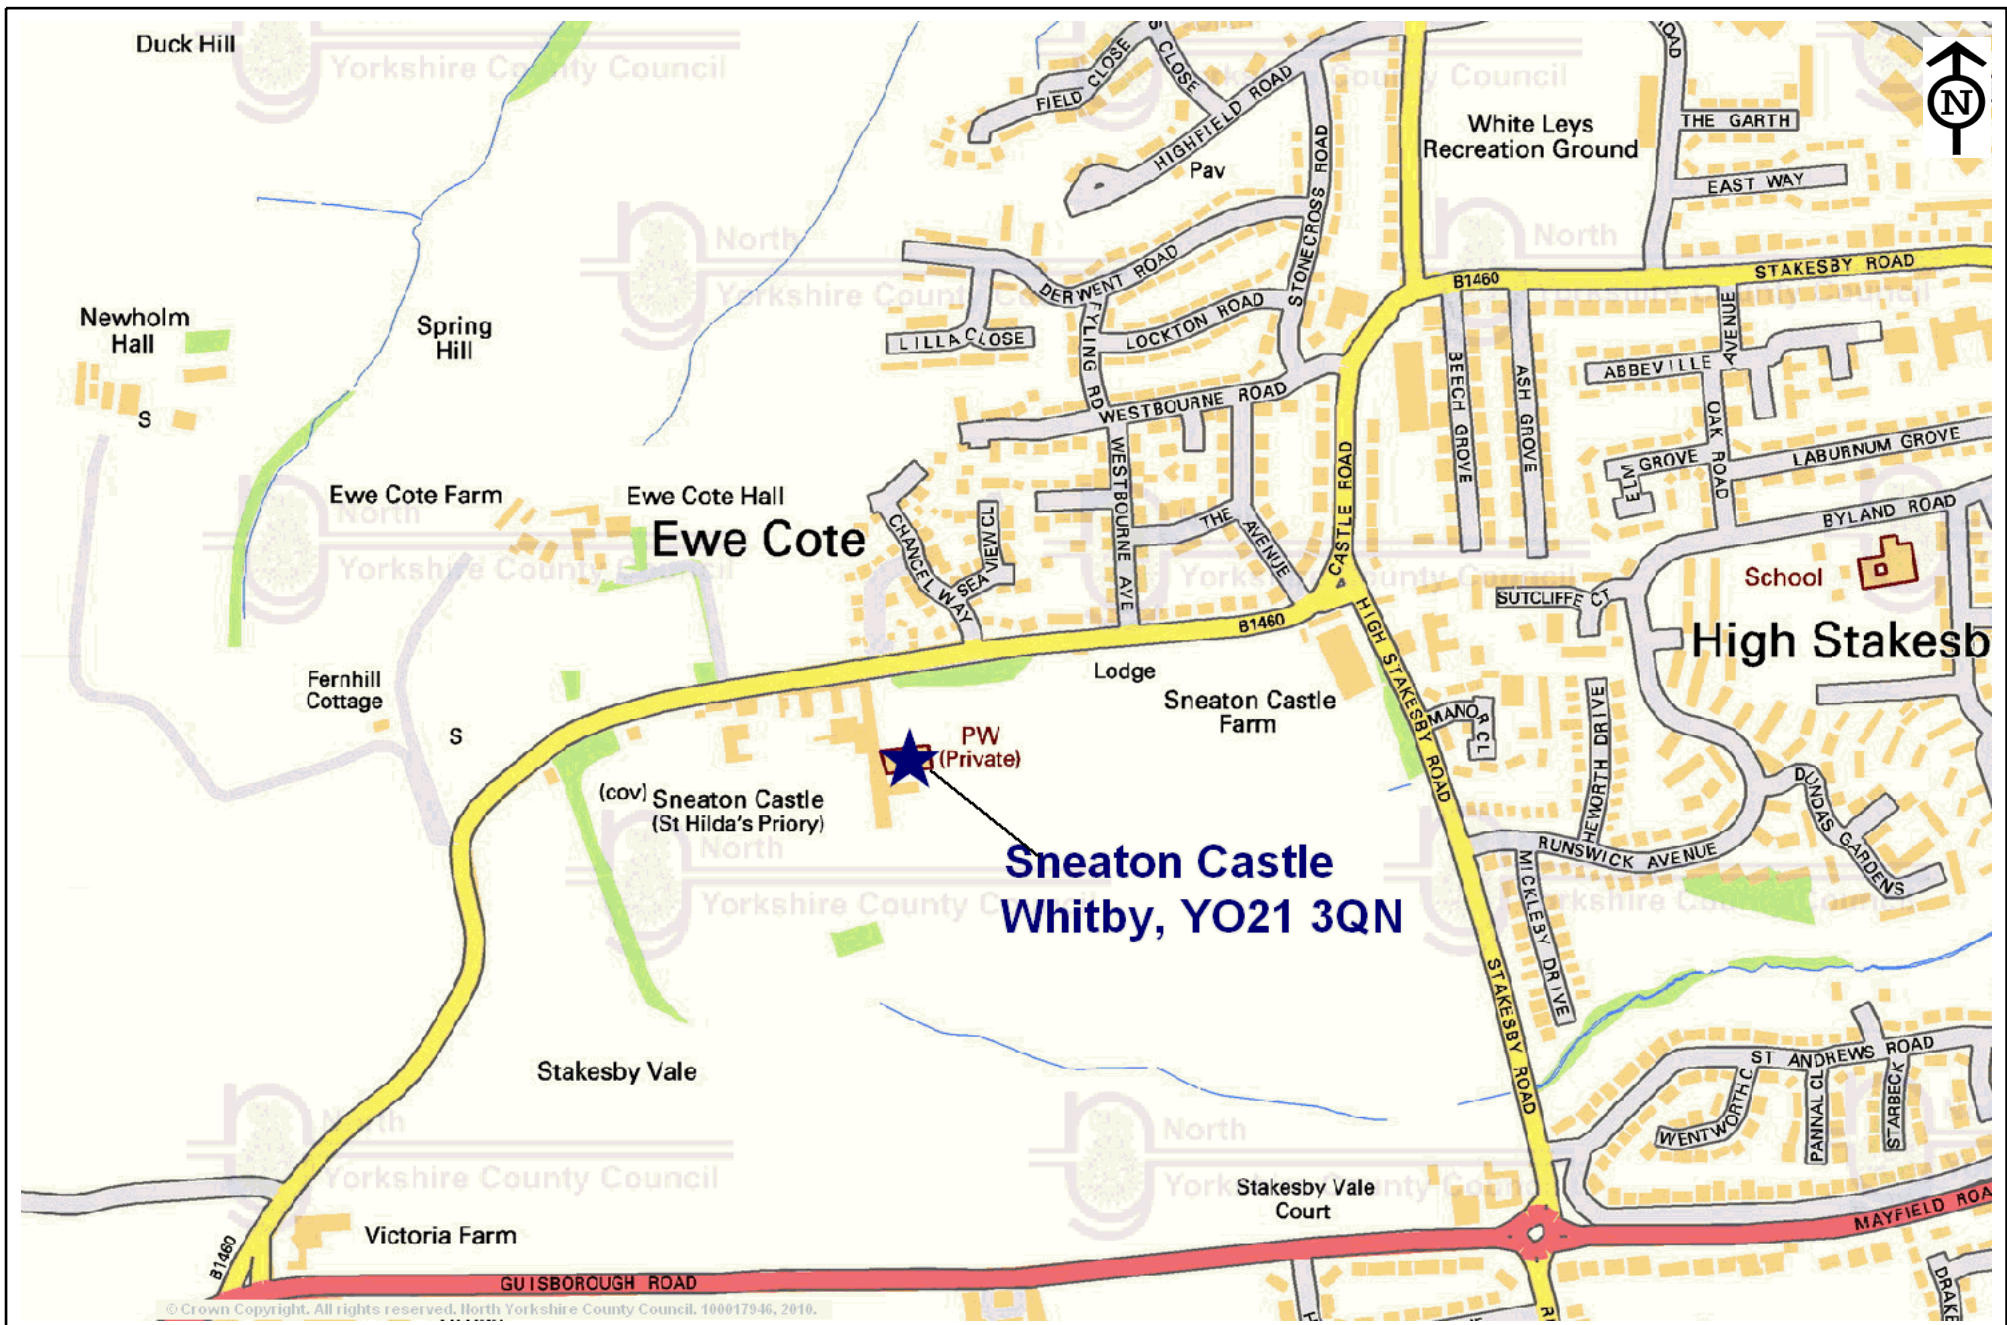 Duck Hill
North
Yorkshire County Council
FIELD CLOSE
CLOSE
HIGHFIELD ROAD
Pav
STONECROSS ROAD
White Leys
Recreation Ground
THE GARTH
EAST WAY
N
STAKESBY ROAD
B1460
DERWENT ROAD
FYLING RD
LOCKTON ROAD
LILLA CLOSE
WESTBOURNE ROAD
WESTBOURNE AVE
THE AVENUE
CASTLE ROAD
BEECH GROVE
ASH GROVE
ABBEVILLE AVENUE
OAK ROAD
ELM GROVE
LABURNUM GROVE
BYLAND ROAD
School
High Stakesb
SUTCLIFFE CT
Newholm
Hall
S
Spring
Hill
Ewe Cote Farm
Ewe Cote Hall
Ewe Cote
CHANCEL WAY
SEA VIEW CL
B1460
Lodge
Sneaton Castle
Farm
HIGH STAKESBY ROAD
MANOR CL
HEWORTH DRIVE
DUNDAS GARDENS
RUNSWICK AVENUE
MICKLEBY DRIVE
Fernhill
Cottage
S
PW
(Private)
(cov) Sneaton Castle
(St Hilda's Priory)
Sneaton Castle
Whitby, YO21 3QN
North
Yorkshire County Council
STAKESBY ROAD
Stakesby Vale
ST ANDREWS ROAD
WENTWORTH C
PANNAL CL
STARBECK
Stakesby Vale
Court
Victoria Farm
B1460
GUISBOROUGH ROAD
MAYFIELD ROA
DRAKE
© Crown Copyright. All rights reserved. North Yorkshire County Council. 100017946, 2010.